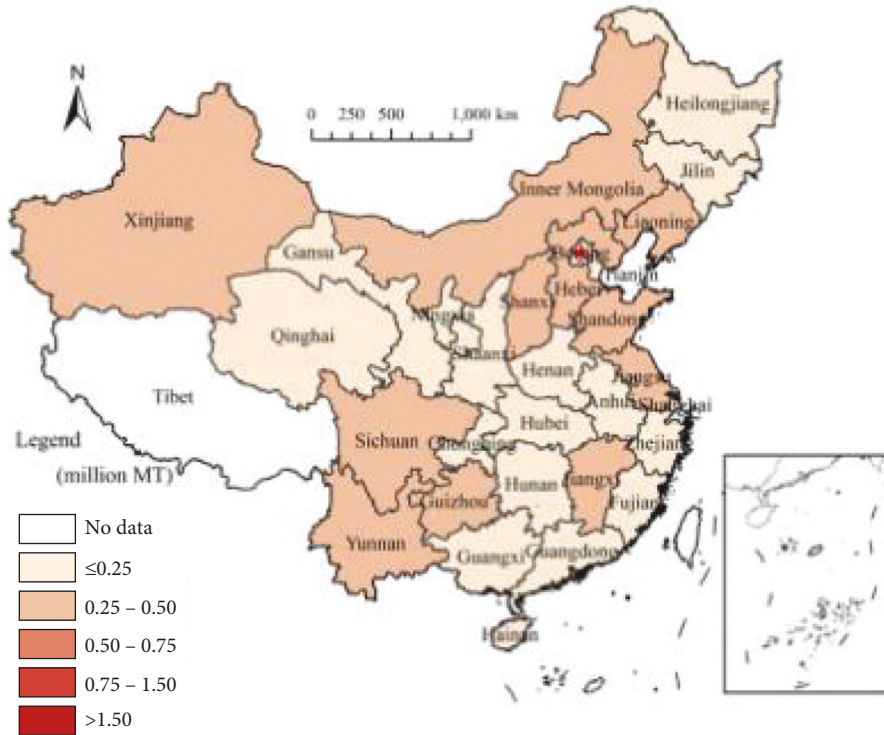 N
0 250 500 1,000 km
Heilongjiang
Jilin
Inner Mongolia
Liaoning
Xinjiang
Gansu
Beijing
Tianjin
Hebei
Shanxi
Shandong
Ningxia
Qinghai
Shaanxi
Henan
Jiangsu
Anhui
Shanghai
Tibet
Hubei
Sichuan
Chongqing
Zhejiang
Hunan
Jiangxi
Guizhou
Fujian
Yunnan
Guangxi
Guangdong
Hainan
Legend
(million MT)
No data
≤0.25
0.25 – 0.50
0.50 – 0.75
0.75 – 1.50
>1.50